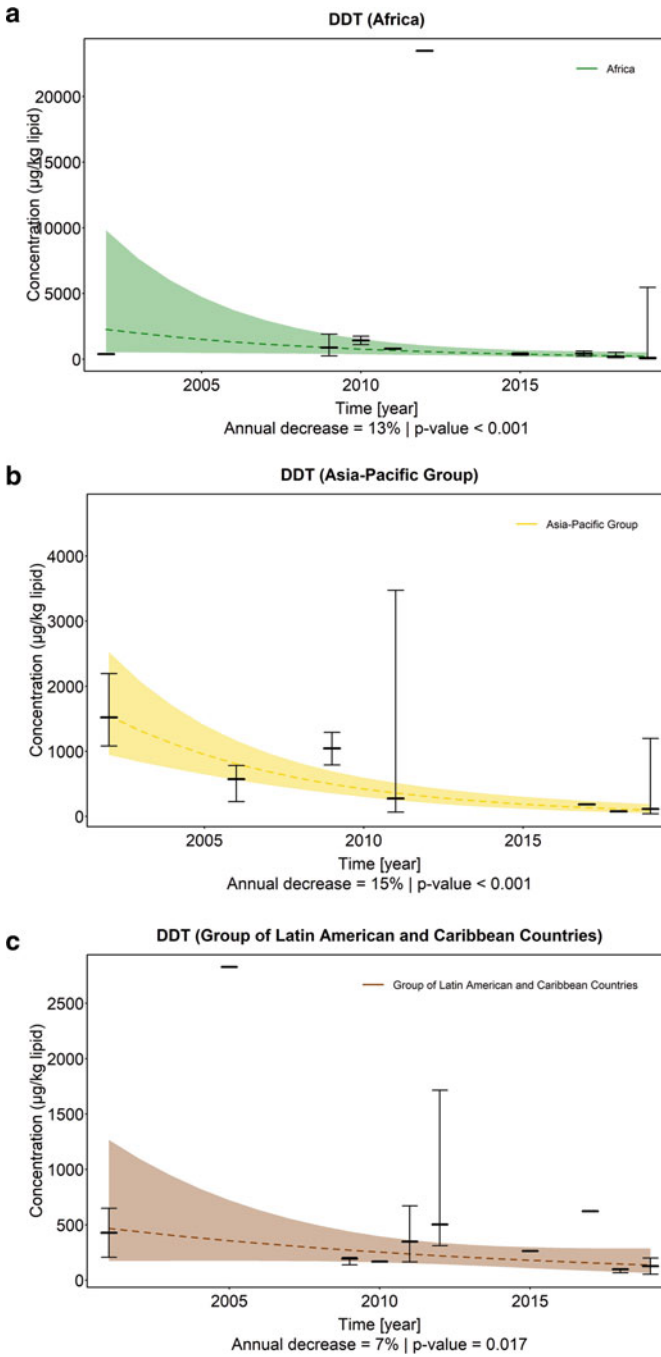 a
DDT (Africa)
Concentration (µg/kg lipid)
20000
15000
10000
5000
0
Africa
2005 2010 2015
Time [year]
Annual decrease = 13% | p-value < 0.001
b
DDT (Asia-Pacific Group)
Concentration (µg/kg lipid)
4000
3000
2000
1000
0
Asia-Pacific Group
2005 2010 2015
Time [year]
Annual decrease = 15% | p-value < 0.001
c
DDT (Group of Latin American and Caribbean Countries)
Concentration (µg/kg lipid)
2500
2000
1500
1000
500
0
Group of Latin American and Caribbean Countries
2005 2010 2015
Time [year]
Annual decrease = 7% | p-value = 0.017